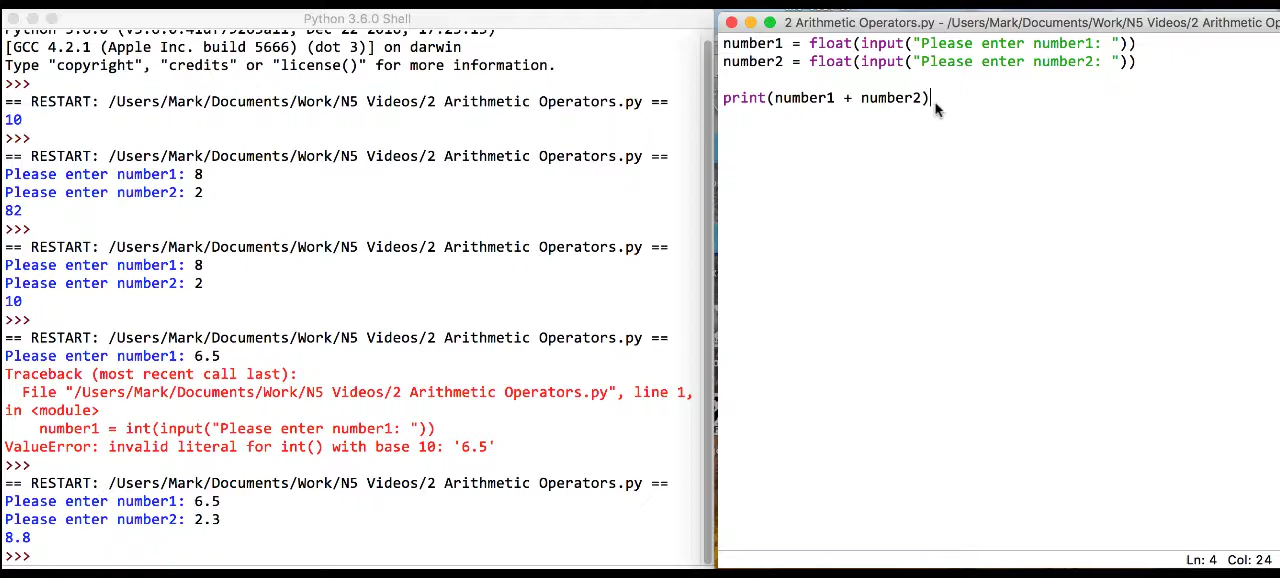 Python 3.6.0 Shell
[GCC 4.2.1 (Apple Inc. build 5666) (dot 3)] on darwin
Type "copyright", "credits" or "license()" for more information.
>>>
== RESTART: /Users/Mark/Documents/Work/N5 Videos/2 Arithmetic Operators.py ==
10
>>>
== RESTART: /Users/Mark/Documents/Work/N5 Videos/2 Arithmetic Operators.py ==
Please enter number1: 8
Please enter number2: 2
82
>>>
== RESTART: /Users/Mark/Documents/Work/N5 Videos/2 Arithmetic Operators.py ==
Please enter number1: 8
Please enter number2: 2
10
>>>
== RESTART: /Users/Mark/Documents/Work/N5 Videos/2 Arithmetic Operators.py ==
Please enter number1: 6.5
Traceback (most recent call last):
File "/Users/Mark/Documents/Work/N5 Videos/2 Arithmetic Operators.py", line 1,
in <module>
number1 = int(input("Please enter number1: "))
ValueError: invalid literal for int() with base 10: '6.5'
>>>
== RESTART: /Users/Mark/Documents/Work/N5 Videos/2 Arithmetic Operators.py ==
Please enter number1: 6.5
Please enter number2: 2.3
8.8
>>>
2 Arithmetic Operators.py - /Users/Mark/Documents/Work/N5 Videos/2 Arithmetic Op
number1 = float(input("Please enter number1: "))
number2 = float(input("Please enter number2: "))
print(number1 + number2)
Ln: 4 Col: 24